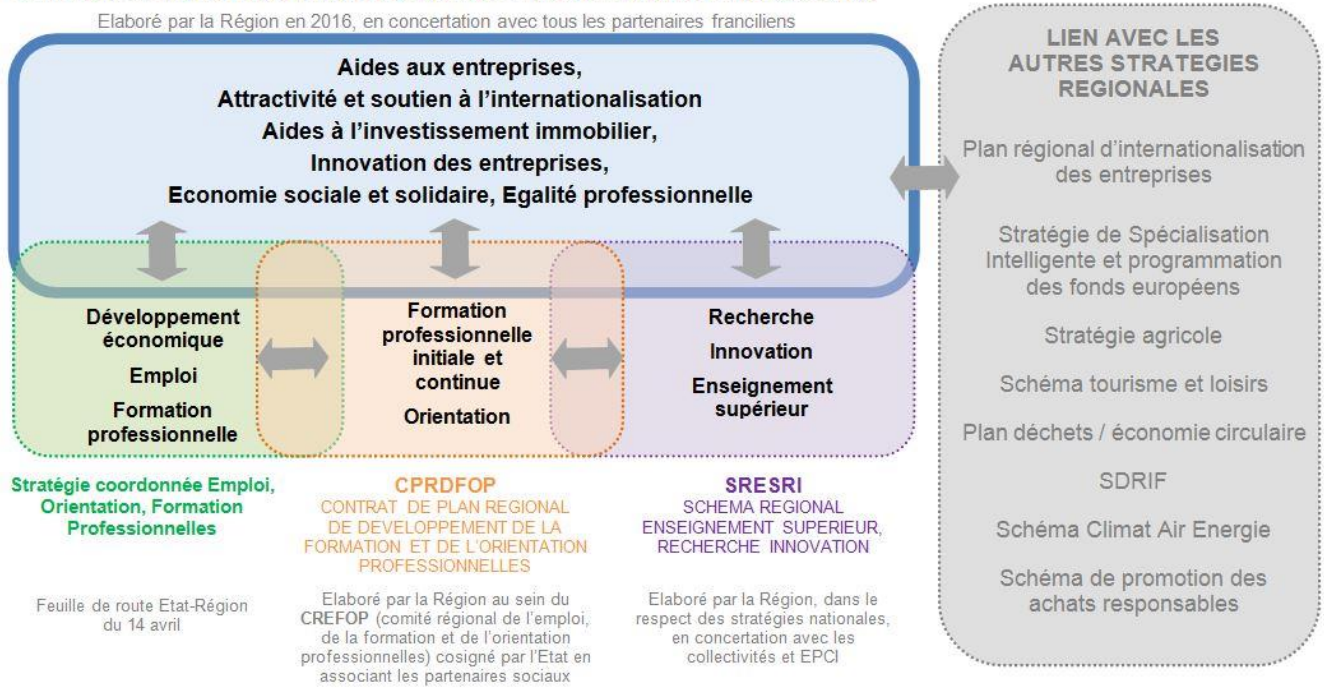 Elaboré par la Région en 2016, en concertation avec tous les partenaires franciliens
Aides aux entreprises,
Attractivité et soutien à l'internationalisation
Aides à l'investissement immobilier,
Innovation des entreprises,
Economie sociale et solidaire, Egalité professionnelle
Développement
économique
Emploi
Formation
professionnelle
Formation
professionnelle
initiale et
continue
Orientation
Recherche
Innovation
Enseignement
supérieur
Stratégie coordonnée Emploi,
Orientation, Formation
Professionnelles
Feuille de route Etat-Région
du 14 avril
CPRDFOP
CONTRAT DE PLAN REGIONAL
DE DEVELOPPEMENT DE LA
FORMATION ET DE L'ORIENTATION
PROFESSIONNELLES
Elaboré par la Région au sein du
CREFOP (comité régional de l'emploi,
de la formation et de l'orientation
professionnelles) cosigné par l'Etat en
associant les partenaires sociaux
SRESRI
SCHEMA REGIONAL
ENSEIGNEMENT SUPERIEUR,
RECHERCHE INNOVATION
Elaboré par la Région, dans le
respect des stratégies nationales,
en concertation avec les
collectivités et EPCI
LIEN AVEC LES
AUTRES STRATEGIES
REGIONALES
Plan régional d'internationalisation
des entreprises
Stratégie de Spécialisation
Intelligente et programmation
des fonds européens
Stratégie agricole
Schéma tourisme et loisirs
Plan déchets / économie circulaire
SDRIF
Schéma Climat Air Energie
Schéma de promotion des
achats responsables